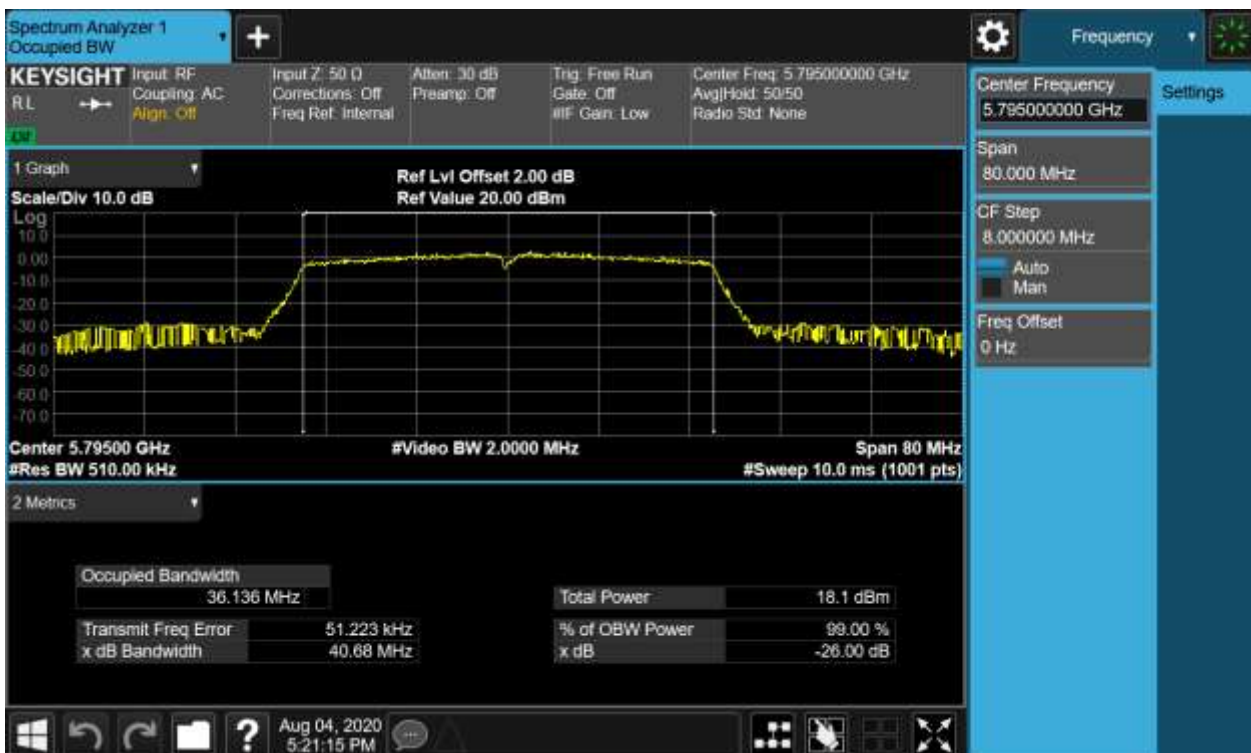 Spectrum Analyzer 1
Occupied BW
Frequency
KEYSIGHT
R L
Input: RF
Coupling: AC
Align: Off
Input Z: 50 Ω
Corrections: Off
Freq Ref: Internal
Atten: 30 dB
Preamp: Off
Trig: Free Run
Gate: Off
#IF Gain: Low
Center Freq: 5.795000000 GHz
Avg|Hold: 50/50
Radio Std: None
Center Frequency
5.795000000 GHz
Settings
Span
80.000 MHz
CF Step
8.000000 MHz
Auto
Man
Freq Offset
0 Hz
1 Graph
Scale/Div 10.0 dB
Ref Lvl Offset 2.00 dB
Ref Value 20.00 dBm
Log
10.0
0.00
-10.0
-20.0
-30.0
-40.0
-50.0
-60.0
-70.0
Center 5.79500 GHz
#Video BW 2.0000 MHz
Span 80 MHz
#Res BW 510.00 kHz
#Sweep 10.0 ms (1001 pts)
2 Metrics
Occupied Bandwidth
36.136 MHz
Total Power 18.1 dBm
Transmit Freq Error 51.223 kHz
% of OBW Power 99.00 %
x dB Bandwidth 40.68 MHz
x dB -26.00 dB
Aug 04, 2020
5:21:15 PM